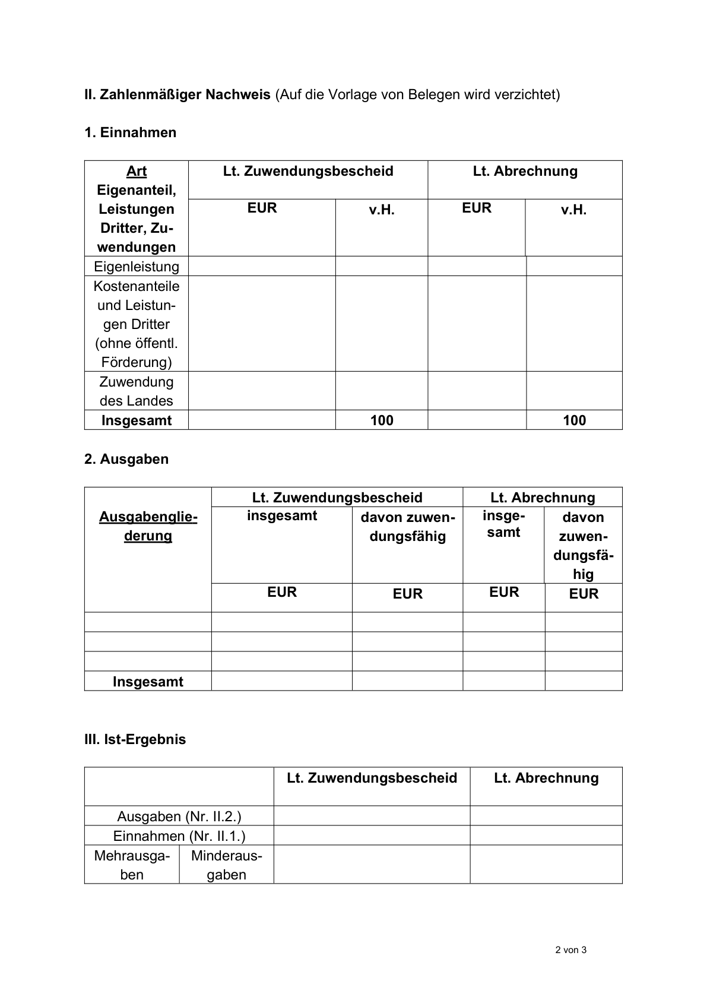 II. Zahlenmäßiger Nachweis (Auf die Vorlage von Belegen wird verzichtet)
1. Einnahmen
Art
Eigenanteil,
Leistungen
Dritter, Zu-
wendungen
Lt. Zuwendungsbescheid
Lt. Abrechnung
EUR
v.H.
EUR
v.H.
Eigenleistung
Kostenanteile
und Leistun-
gen Dritter
(ohne öffentl.
Förderung)
Zuwendung
des Landes
Insgesamt
100
100
2. Ausgaben
Ausgabenglie-
derung
Lt. Zuwendungsbescheid
Lt. Abrechnung
insgesamt
davon zuwen-
dungsfähig
insge-
samt
davon
zuwen-
dungsfä-
hig
EUR
EUR
EUR
EUR
Insgesamt
III. Ist-Ergebnis
Lt. Zuwendungsbescheid
Lt. Abrechnung
Ausgaben (Nr. II.2.)
Einnahmen (Nr. II.1.)
Mehrausga-
ben
Minderaus-
gaben
2 von 3